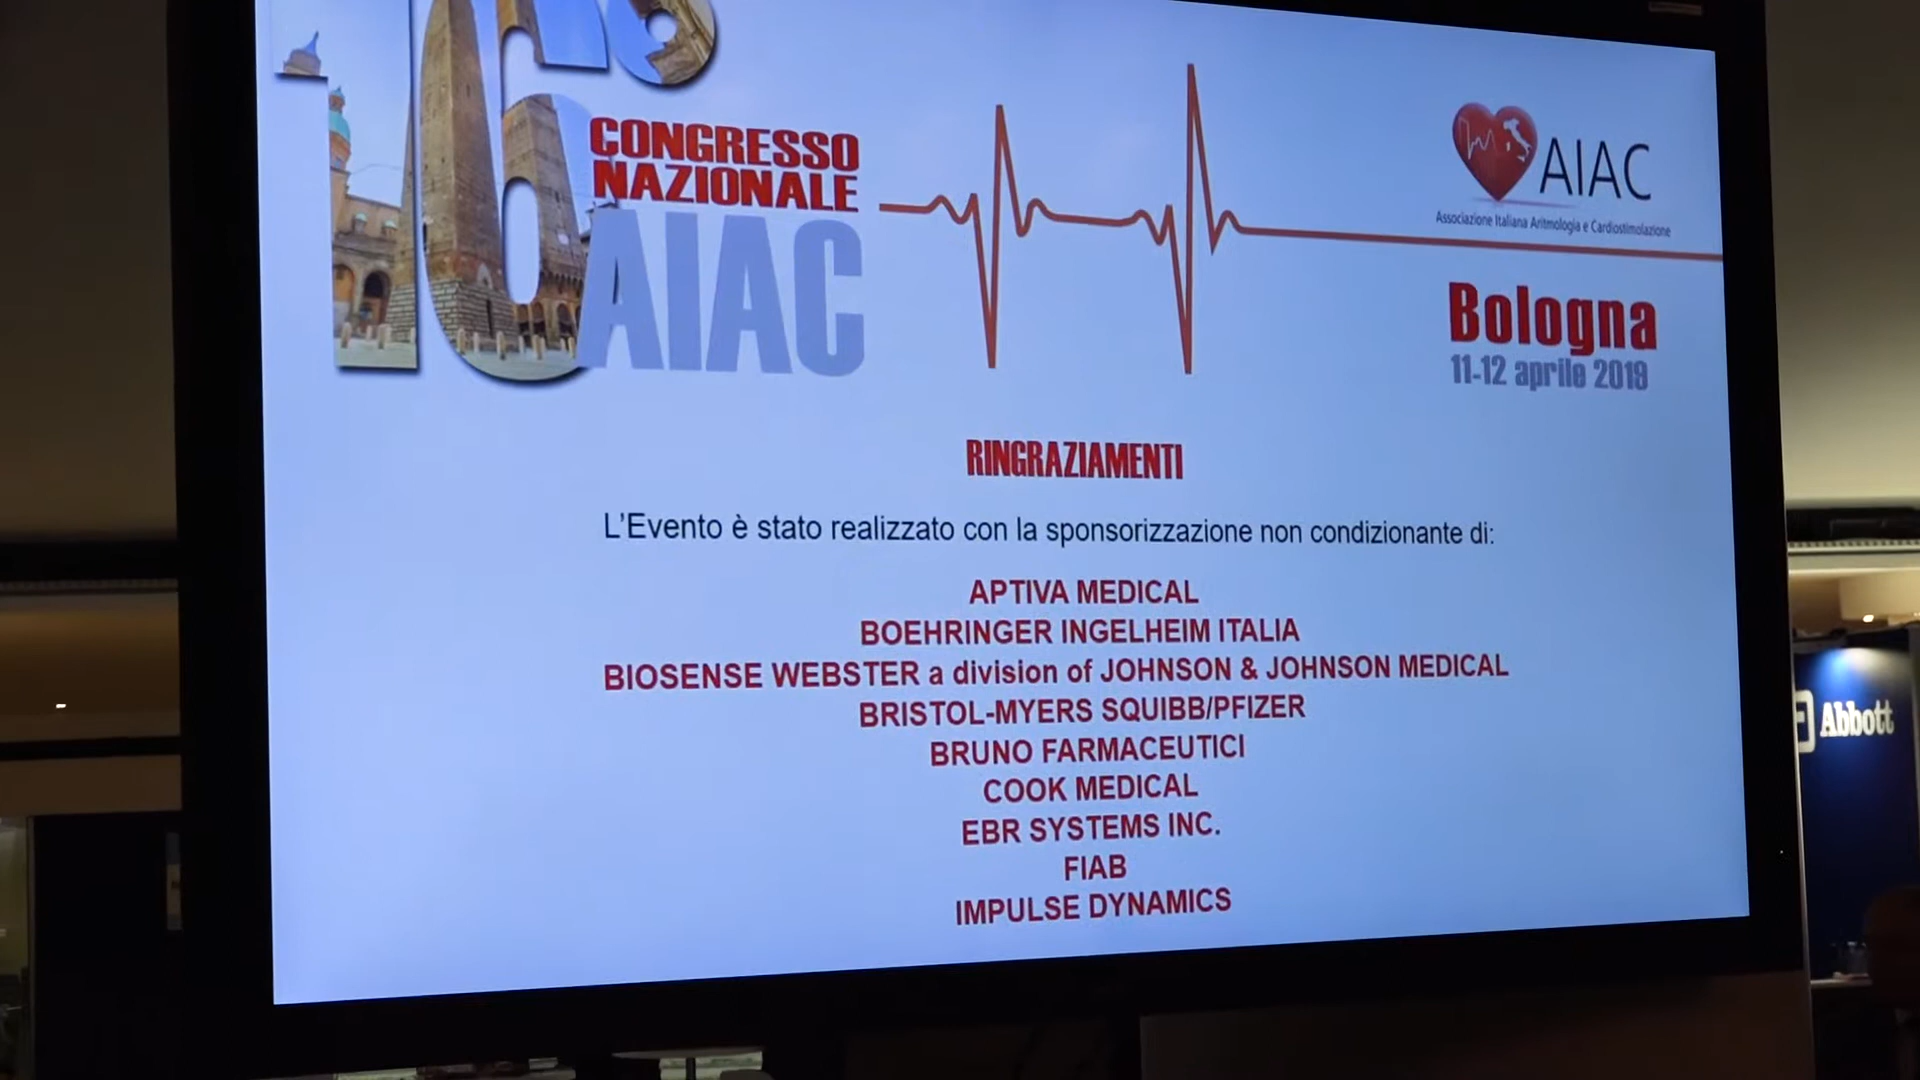 16°
CONGRESSO
NAZIONALE
AIAC
AIAC
Associazione Italiana Aritmologia e Cardiostimolazione
Bologna
11-12 aprile 2019
RINGRAZIAMENTI
L'Evento è stato realizzato con la sponsorizzazione non condizionante di:
APTIVA MEDICAL
BOEHRINGER INGELHEIM ITALIA
BIOSENSE WEBSTER a division of JOHNSON & JOHNSON MEDICAL
BRISTOL-MYERS SQUIBB/PFIZER
BRUNO FARMACEUTICI
COOK MEDICAL
EBR SYSTEMS INC.
FIAB
IMPULSE DYNAMICS
Abbott